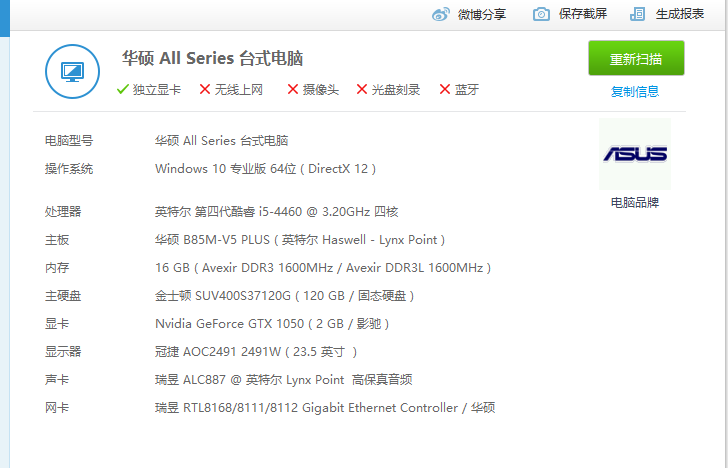 微博分享 保存截屏 生成报表
华硕 All Series 台式电脑
重新扫描
独立显卡 无线上网 摄像头 光盘刻录 蓝牙
复制信息
电脑型号 华硕 All Series 台式电脑
操作系统 Windows 10 专业版 64位 ( DirectX 12 )
ASUS
电脑品牌
处理器 英特尔 第四代酷睿 i5-4460 @ 3.20GHz 四核
主板 华硕 B85M-V5 PLUS ( 英特尔 Haswell - Lynx Point )
内存 16 GB ( Avexir DDR3 1600MHz / Avexir DDR3L 1600MHz )
主硬盘 金士顿 SUV400S37120G ( 120 GB / 固态硬盘 )
显卡 Nvidia GeForce GTX 1050 ( 2 GB / 影驰 )
显示器 冠捷 AOC2491 2491W ( 23.5 英寸 )
声卡 瑞昱 ALC887 @ 英特尔 Lynx Point 高保真音频
网卡 瑞昱 RTL8168/8111/8112 Gigabit Ethernet Controller / 华硕